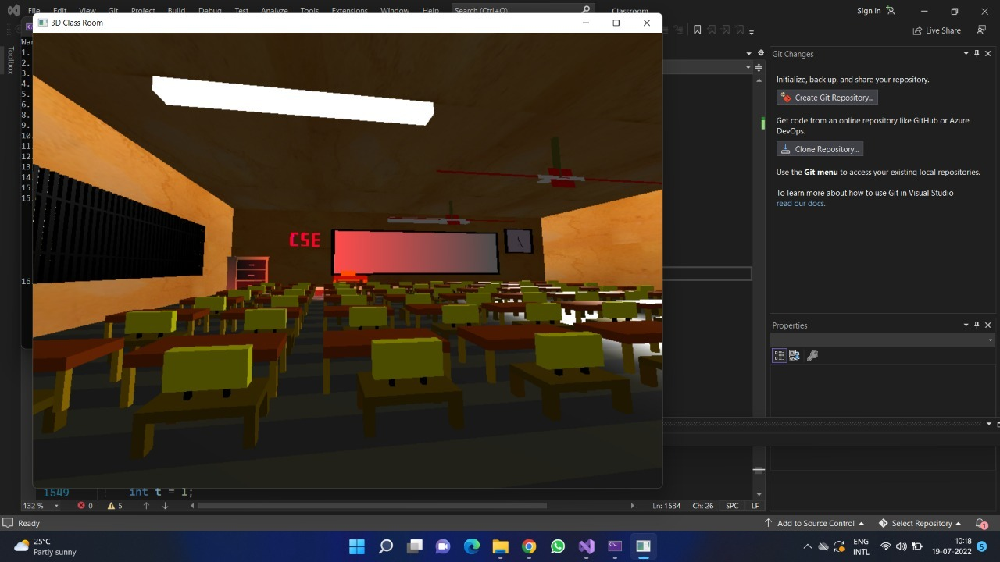 File Edit View Git Project Build Debug Test Analyze Tools Extensions Window Help Search (Ctrl+Q) Classroom
Sign in
3D Class Room
Live Share
Toolbox
War
1.
2.
3.
4.
5.
6.
7.
8.
9.
10
11
12
13
14
15
15
16
CSE
1549 int t = 1;
132 % 0 5 Ln: 1534 Ch: 26 SPC LF
Git Changes
Initialize, back up, and share your repository.
Create Git Repository...
Get code from an online repository like GitHub or Azure
DevOps.
Clone Repository...
Use the Git menu to access your existing local repositories.
To learn more about how to use Git in Visual Studio
read our docs.
Properties
Ready Add to Source Control Select Repository 1
25°C
Partly sunny
ENG
INTL
18:18
19-07-2022
5